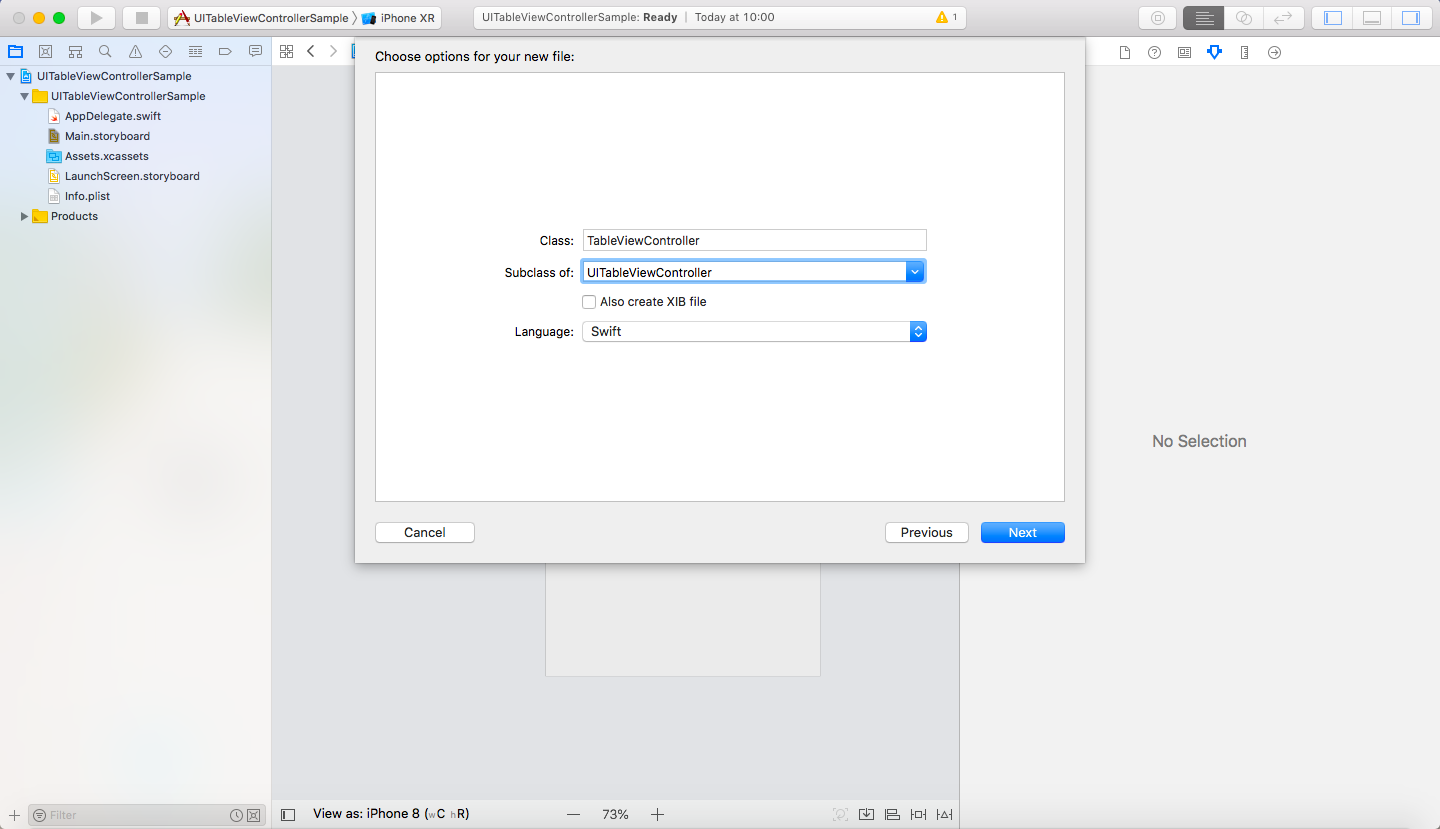 UITableViewControllerSample iPhone XR UITableViewControllerSample: Ready Today at 10:00 1
UITableViewControllerSample
UITableViewControllerSample
AppDelegate.swift
Main.storyboard
Assets.xcassets
LaunchScreen.storyboard
Info.plist
Products
Choose options for your new file:
Class: TableViewController
Subclass of: UITableViewController
Also create XIB file
Language: Swift
Cancel Previous Next
No Selection
Filter View as: iPhone 8 (wC hR) 73%